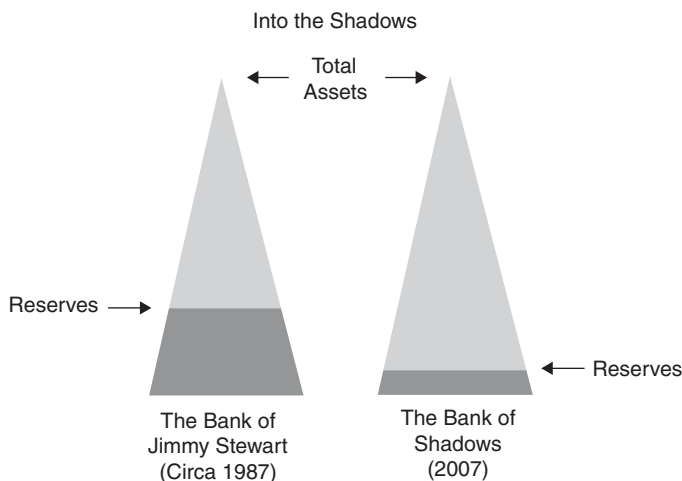 Into the Shadows
Total
Assets
Reserves
Reserves
The Bank of
Jimmy Stewart
(Circa 1987)
The Bank of
Shadows
(2007)